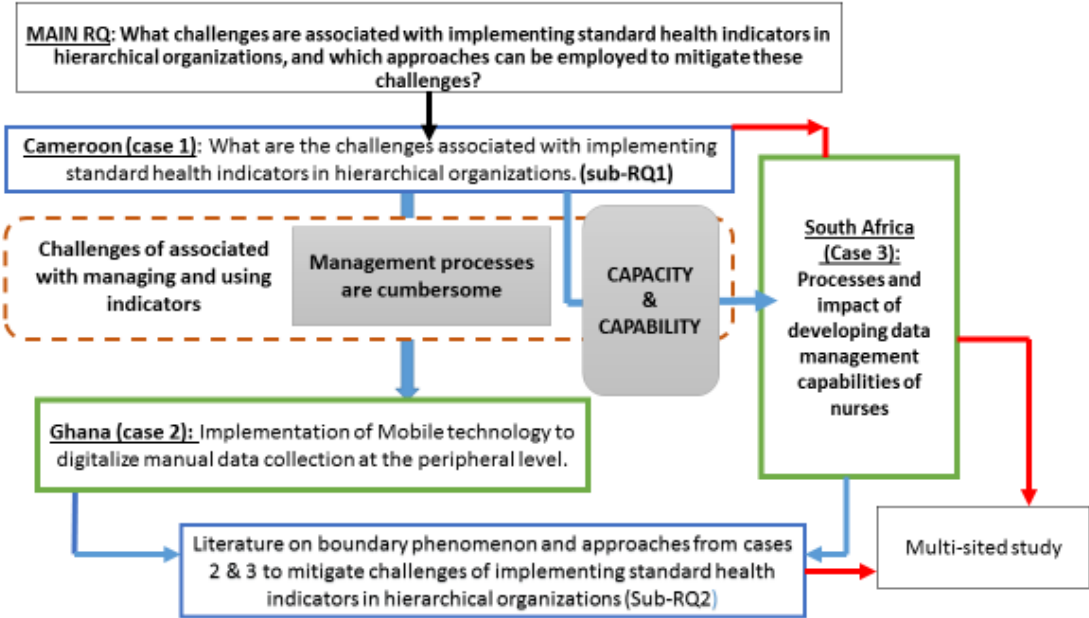 MAIN RQ: What challenges are associated with implementing standard health indicators in
hierarchical organizations, and which approaches can be employed to mitigate these
challenges?
Cameroon (case 1): What are the challenges associated with implementing
standard health indicators in hierarchical organizations. (sub-RQ1)
Challenges of associated
with managing and using
indicators
Management processes
are cumbersome
CAPACITY
&
CAPABILITY
South Africa
(Case 3):
Processes and
impact of
developing data
management
capabilities of
nurses
Ghana (case 2): Implementation of Mobile technology to
digitalize manual data collection at the peripheral level.
Literature on boundary phenomenon and approaches from cases
2 & 3 to mitigate challenges of implementing standard health
indicators in hierarchical organizations (Sub-RQ2)
Multi-sited study